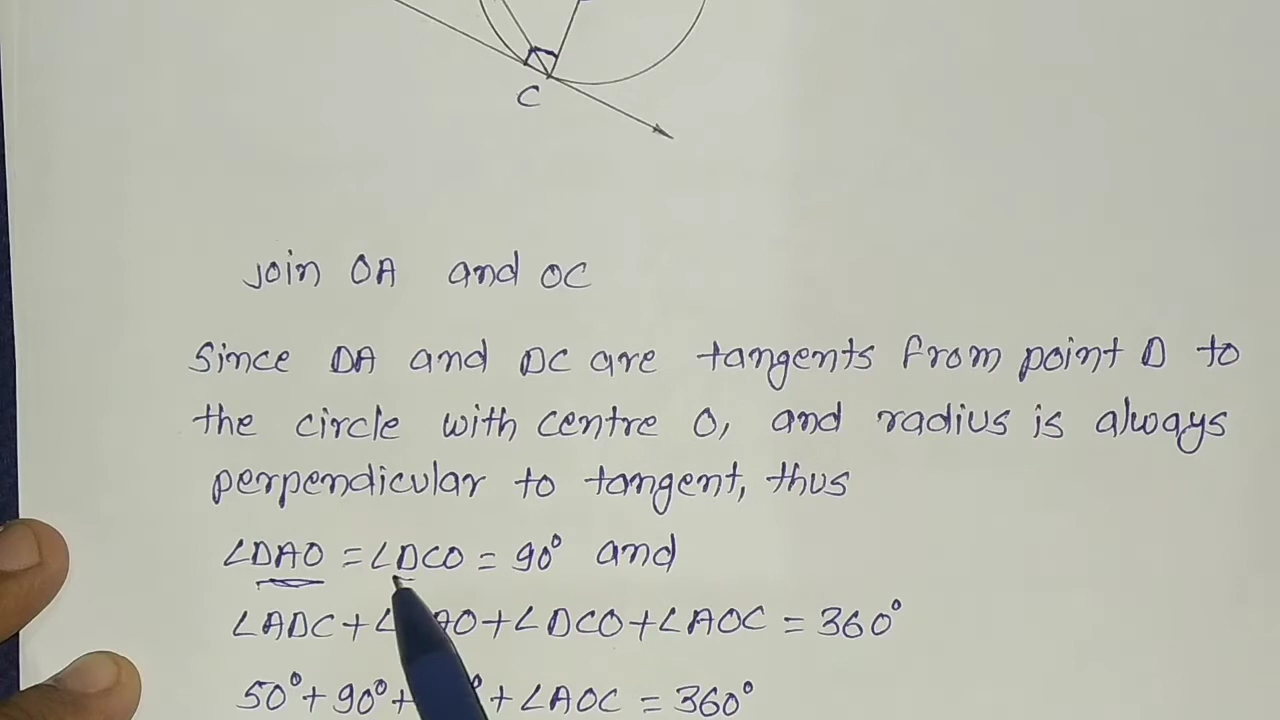 C
Join OA and OC
Since DA and DC are tangents from point D to
the circle with centre O, and radius is always
perpendicular to tangent, thus
∠DAO = ∠DCO = 90° and
∠ADC + ∠ AO + ∠DCO + ∠AOC = 360°
50° + 90° + ° + ∠AOC = 360°